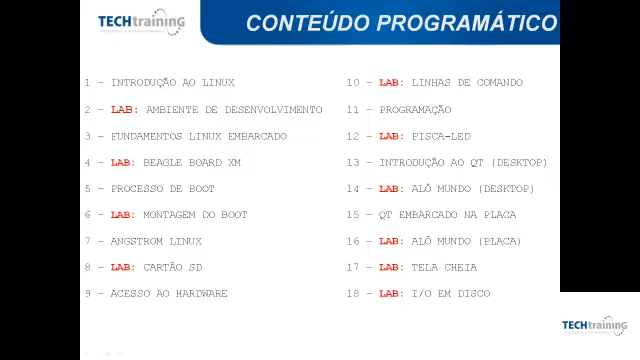 TECHtraining
CONTEÚDO PROGRAMÁTICO
1 – INTRODUÇÃO AO LINUX
2 – LAB: AMBIENTE DE DESENVOLVIMENTO
3 – FUNDAMENTOS LINUX EMBARCADO
4 – LAB: BEAGLE BOARD XM
5 – PROCESSO DE BOOT
6 – LAB: MONTAGEM DO BOOT
7 – ANGSTROM LINUX
8 – LAB: CARTÃO SD
9 – ACESSO AO HARDWARE
10 – LAB: LINHAS DE COMANDO
11 – PROGRAMAÇÃO
12 – LAB: PISCA-LED
13 – INTRODUÇÃO AO QT (DESKTOP)
14 – LAB: ALÔ MUNDO (DESKTOP)
15 – QT EMBARCADO NA PLACA
16 – LAB: ALÔ MUNDO (PLACA)
17 – LAB: TELA CHEIA
18 – LAB: I/O EM DISCO
TECHtraining